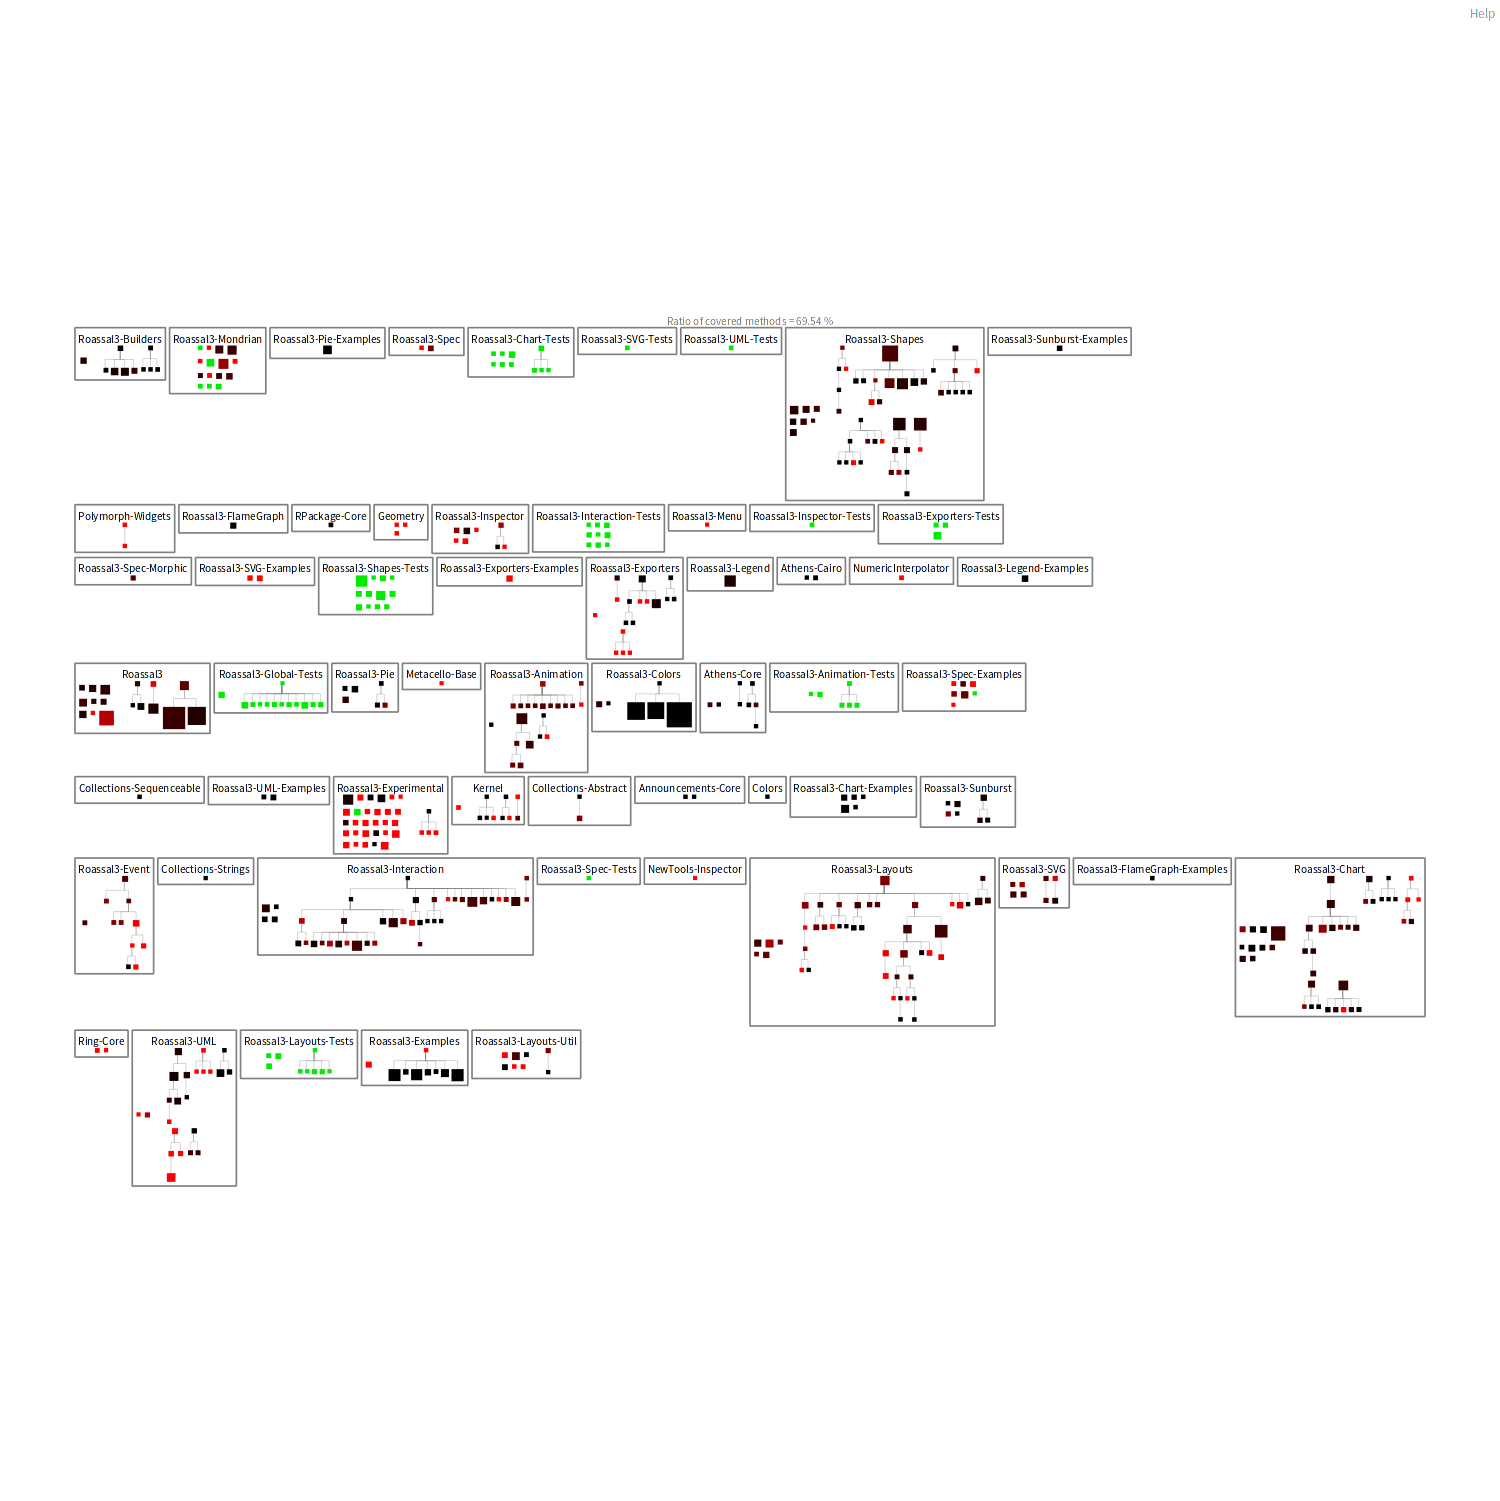 Help
Ratio of covered methods = 69.54 %
Roassal3-Builders
Roassal3-Mondrian
Roassal3-Pie-Examples
Roassal3-Spec
Roassal3-Chart-Tests
Roassal3-SVG-Tests
Roassal3-UML-Tests
Roassal3-Shapes
Roassal3-Sunburst-Examples
Polymorph-Widgets
Roassal3-FlameGraph
RPackage-Core
Geometry
Roassal3-Inspector
Roassal3-Interaction-Tests
Roassal3-Menu
Roassal3-Inspector-Tests
Roassal3-Exporters-Tests
Roassal3-Spec-Morphic
Roassal3-SVG-Examples
Roassal3-Shapes-Tests
Roassal3-Exporters-Examples
Roassal3-Exporters
Roassal3-Legend
Athens-Cairo
NumericInterpolator
Roassal3-Legend-Examples
Roassal3
Roassal3-Global-Tests
Roassal3-Pie
Metacello-Base
Roassal3-Animation
Roassal3-Colors
Athens-Core
Roassal3-Animation-Tests
Roassal3-Spec-Examples
Collections-Sequenceable
Roassal3-UML-Examples
Roassal3-Experimental
Kernel
Collections-Abstract
Announcements-Core
Colors
Roassal3-Chart-Examples
Roassal3-Sunburst
Roassal3-Event
Collections-Strings
Roassal3-Interaction
Roassal3-Spec-Tests
NewTools-Inspector
Roassal3-Layouts
Roassal3-SVG
Roassal3-FlameGraph-Examples
Roassal3-Chart
Ring-Core
Roassal3-UML
Roassal3-Layouts-Tests
Roassal3-Examples
Roassal3-Layouts-Util